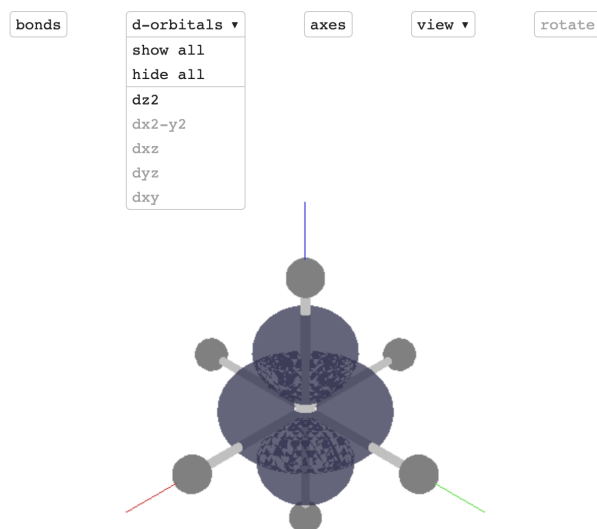 bonds
d-orbitals ▾
axes
view ▾
rotate
show all
hide all
dz2
dx2-y2
dxz
dyz
dxy